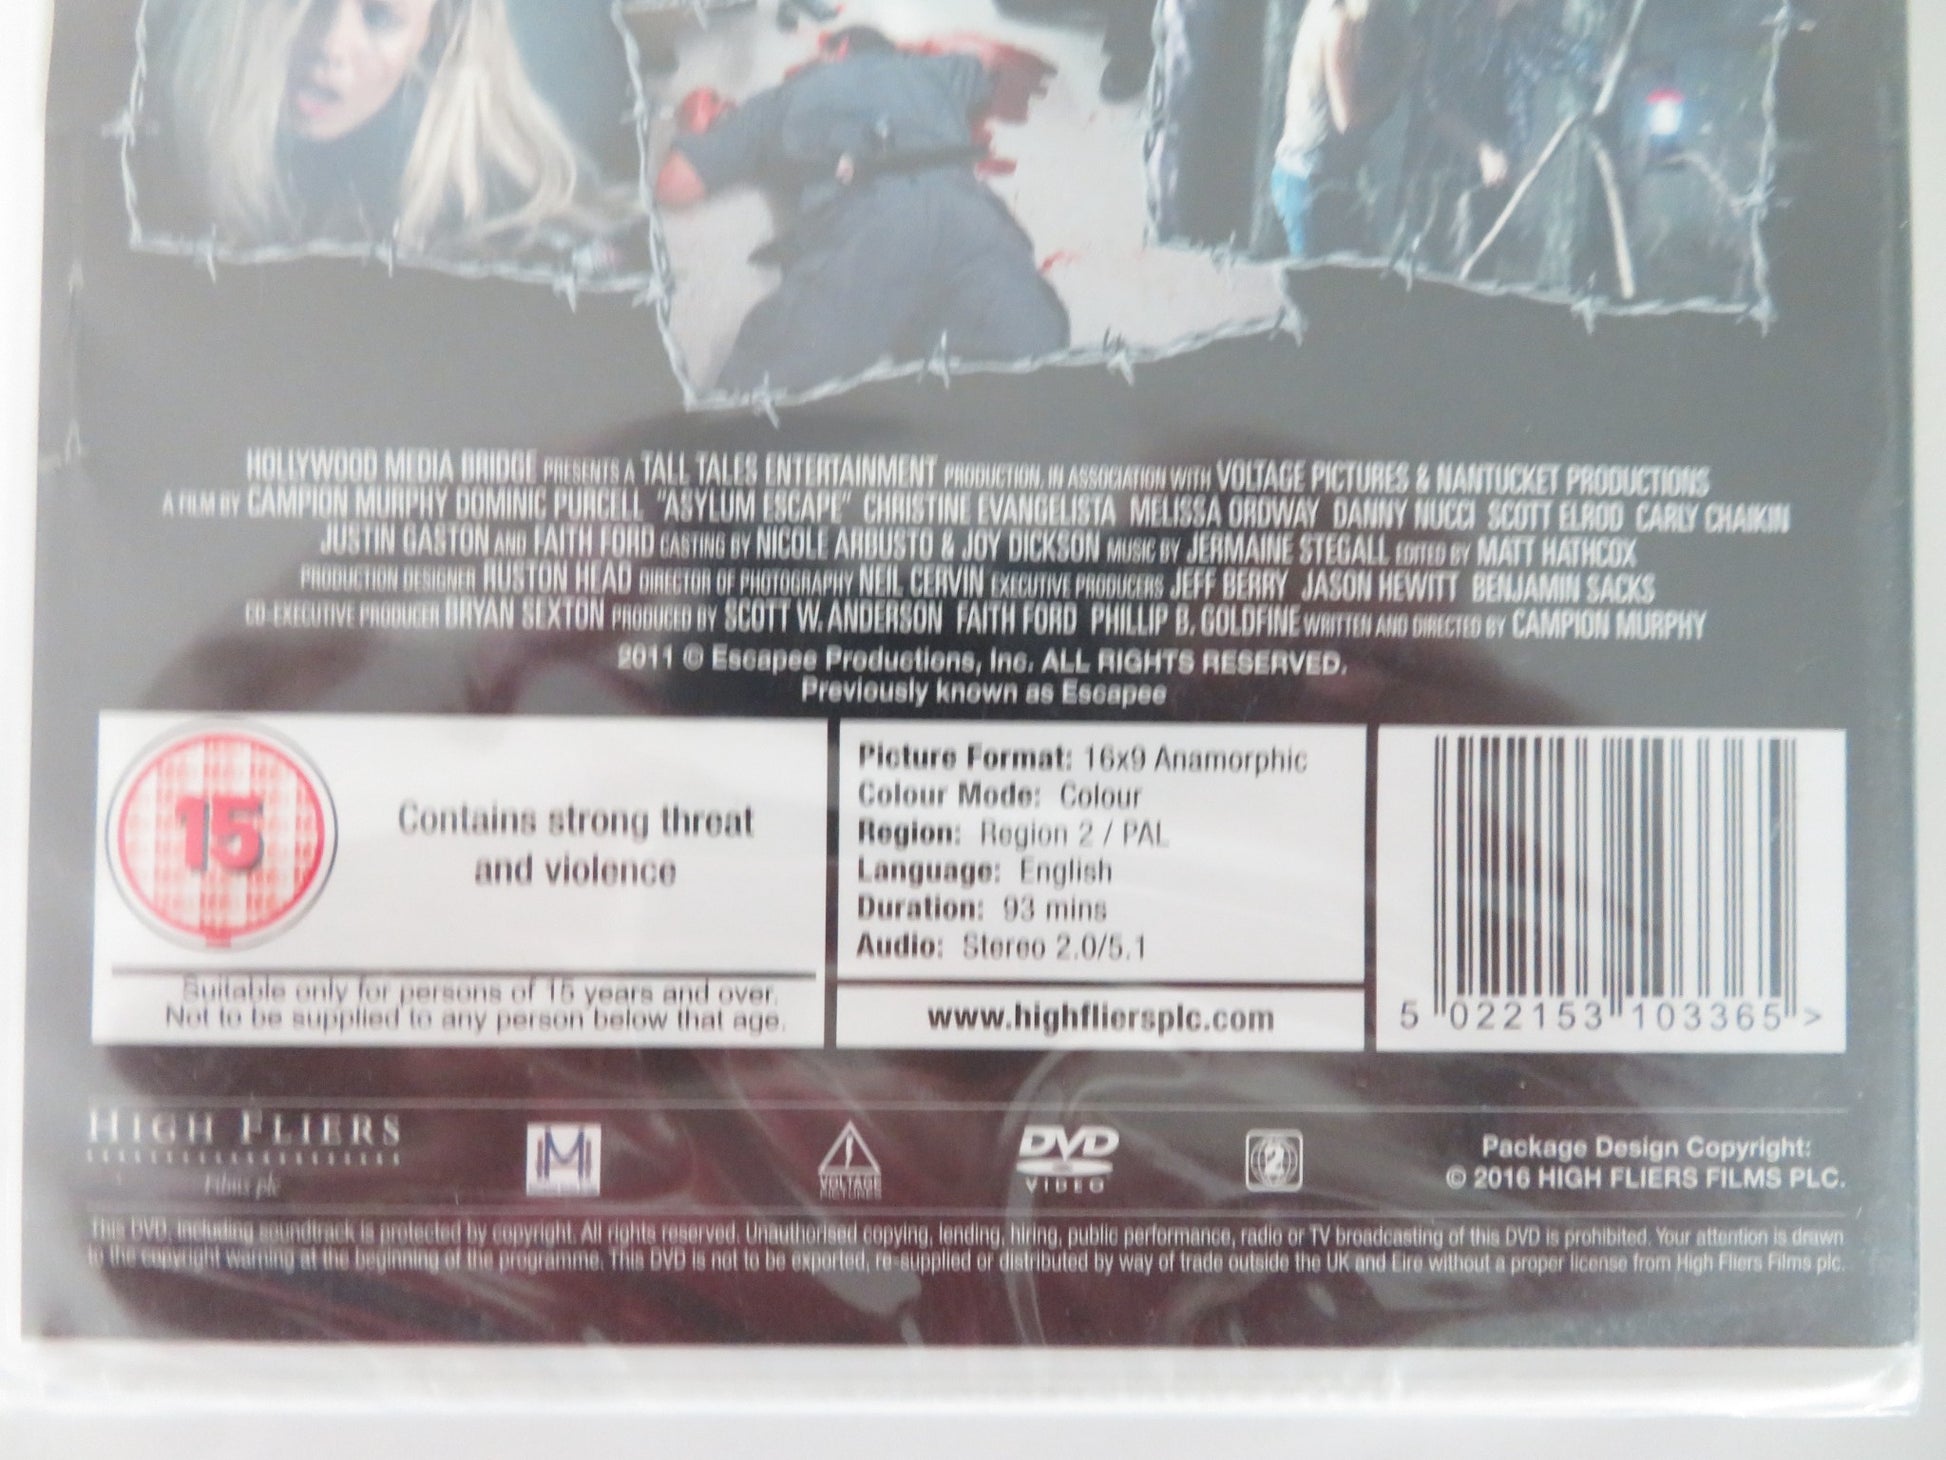 HOLLYWOOD MEDIA BRIDGE PRESENTS A TALL TALES ENTERTAINMENT PRODUCTION, IN ASSOCIATION WITH VOLTAGE PICTURES & NANTUCKET PRODUCTIONS
A FILM BY CAMPION MURPHY DOMINIC PURCELL "ASYLUM ESCAPE" CHRISTINE EVANGELISTA MELISSA ORDWAY DANNY NUCCI SCOTT ELROD CARLY CHAIKIN
JUSTIN GASTON AND FAITH FORD CASTING BY NICOLE ARBUSTO & JOY DICKSON MUSIC BY JERMAINE STEGALL EDITED BY MATT HATHCOX
PRODUCTION DESIGNER RUSTON HEAD DIRECTOR OF PHOTOGRAPHY NEIL CERVIN EXECUTIVE PRODUCERS JEFF BERRY JASON HEWITT BENJAMIN SACKS
CO-EXECUTIVE PRODUCER BRYAN SEXTON PRODUCED BY SCOTT W. ANDERSON FAITH FORD PHILLIP B. GOLDFINE WRITTEN AND DIRECTED BY CAMPION MURPHY
2011 © Escapee Productions, Inc. ALL RIGHTS RESERVED.
Previously known as Escapee
15
Contains strong threat
and violence
Suitable only for persons of 15 years and over.
Not to be supplied to any person below that age.
Picture Format: 16x9 Anamorphic
Colour Mode: Colour
Region: Region 2 / PAL
Language: English
Duration: 93 mins
Audio: Stereo 2.0/5.1
www.highfliersplc.com
5 022153 103365 >
HIGH FLIERS
Films plc
M
VOLTAGE
PICTURES
DVD
VIDEO
2
Package Design Copyright:
© 2016 HIGH FLIERS FILMS PLC.
This DVD, including soundtrack is protected by copyright. All rights reserved. Unauthorised copying, lending, hiring, public performance, radio or TV broadcasting of this DVD is prohibited. Your attention is drawn
to the copyright warning at the beginning of the programme. This DVD is not to be exported, re-supplied or distributed by way of trade outside the UK and Eire without a proper license from High Fliers Films plc.